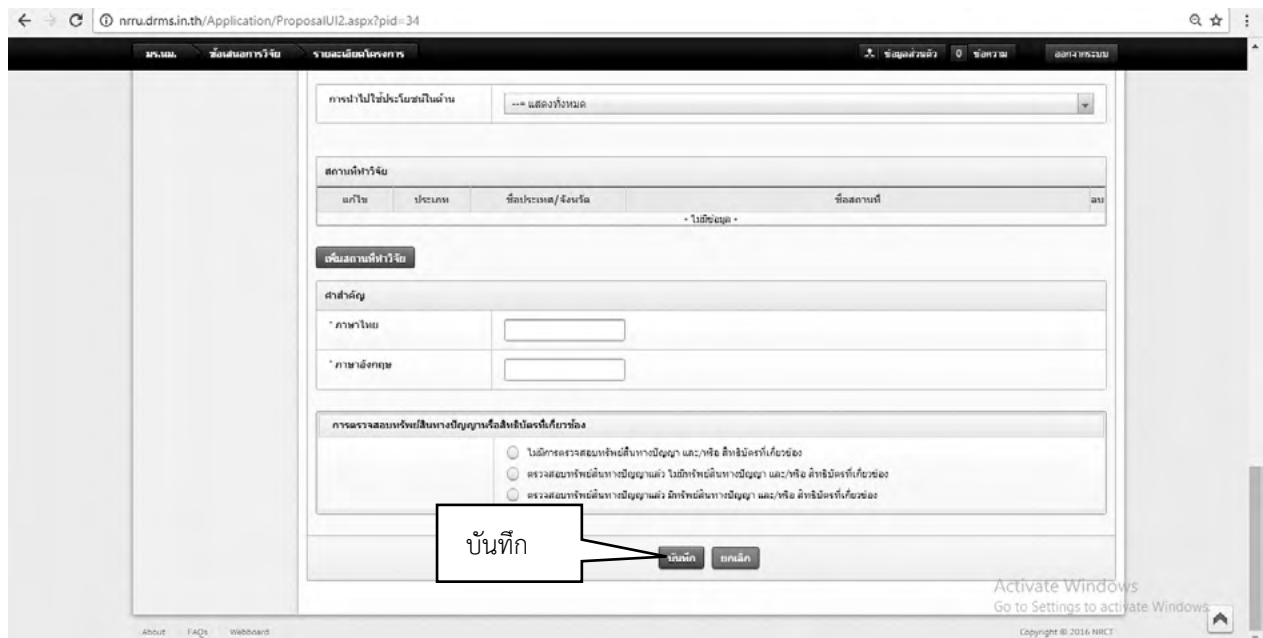 nrru.drms.in.th/Application/ProposalUI2.aspx?pid=34
มร.นม. ข้อเสนอการวิจัย รายละเอียดโครงการ ข้อมูลส่วนตัว 0 ข้อความ ออกจากระบบ
การนำไปใช้ประโยชน์ในด้าน --= แสดงทั้งหมด
สถานที่ทำวิจัย
แก้ไข ประเภท ชื่อประเทศ/จังหวัด ชื่อสถานที่ ลบ
- ไม่มีข้อมูล -
เพิ่มสถานที่ทำวิจัย
คำสำคัญ
* ภาษาไทย
* ภาษาอังกฤษ
การตรวจสอบทรัพย์สินทางปัญญาหรือสิทธิบัตรที่เกี่ยวข้อง
ไม่มีการตรวจสอบทรัพย์สินทางปัญญา และ/หรือ สิทธิบัตรที่เกี่ยวข้อง
ตรวจสอบทรัพย์สินทางปัญญาแล้ว ไม่มีทรัพย์สินทางปัญญา และ/หรือ สิทธิบัตรที่เกี่ยวข้อง
ตรวจสอบทรัพย์สินทางปัญญาแล้ว มีทรัพย์สินทางปัญญา และ/หรือ สิทธิบัตรที่เกี่ยวข้อง
บันทึก
บันทึก ยกเลิก
Activate Windows
Go to Settings to activate Windows.
About FAQs Webboard Copyright © 2016 NRCT